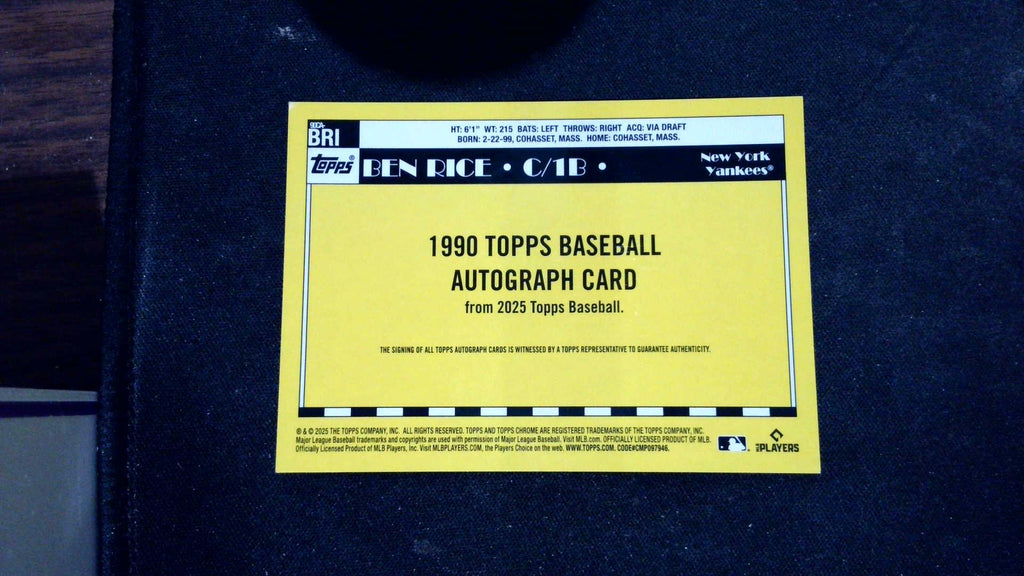 90CA-
BRI
HT: 6'1" WT: 215 BATS: LEFT THROWS: RIGHT ACQ: VIA DRAFT
BORN: 2-22-99, COHASSET, MASS. HOME: COHASSET, MASS.
Topps®
BEN RICE • C/1B •
New York
Yankees®
1990 TOPPS BASEBALL
AUTOGRAPH CARD
from 2025 Topps Baseball.
THE SIGNING OF ALL TOPPS AUTOGRAPH CARDS IS WITNESSED BY A TOPPS REPRESENTATIVE TO GUARANTEE AUTHENTICITY.
® & © 2025 THE TOPPS COMPANY, INC. ALL RIGHTS RESERVED. TOPPS AND TOPPS CHROME ARE REGISTERED TRADEMARKS OF THE TOPPS COMPANY, INC.
Major League Baseball trademarks and copyrights are used with permission of Major League Baseball. Visit MLB.com. OFFICIALLY LICENSED PRODUCT OF MLB.
Officially Licensed Product of MLB Players, Inc. Visit MLBPLAYERS.COM, the Players Choice on the web. WWW.TOPPS.COM. CODE#CMP097946.
PLAYERS